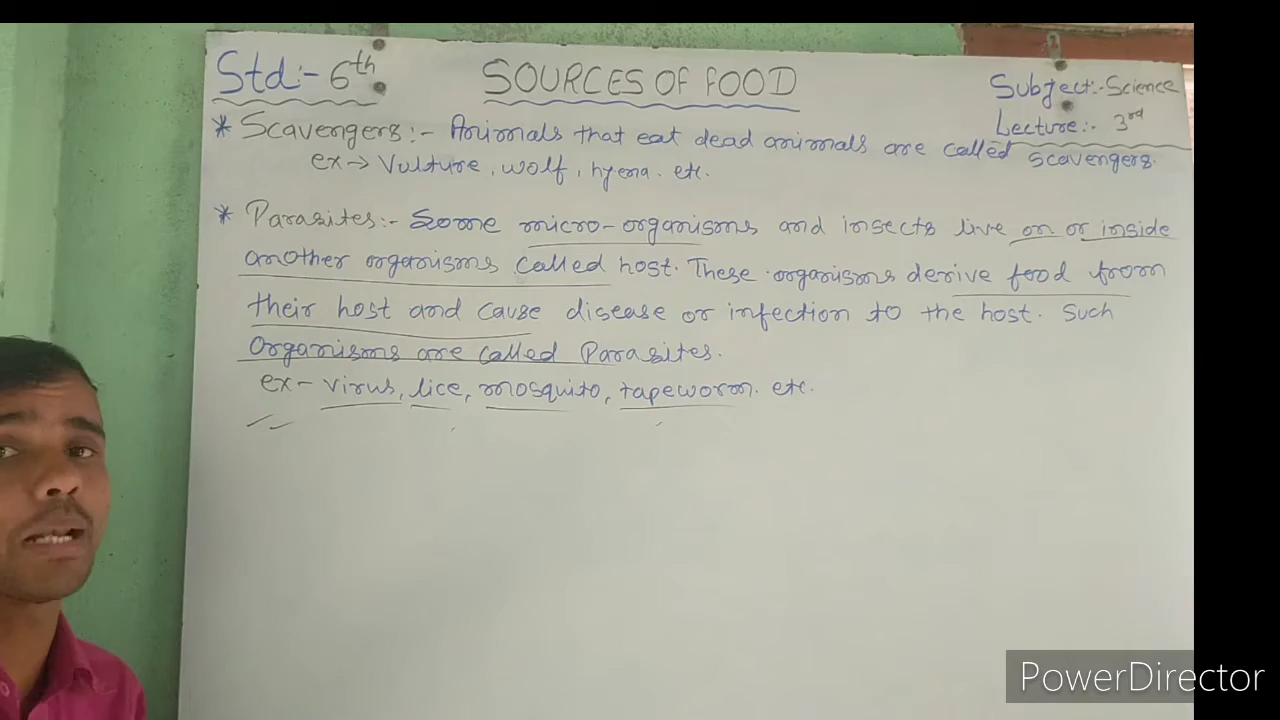 Std:- 6th
SOURCES OF FOOD
Subject:- Science
Lecture:- 3rd
* Scavengers:- Animals that eat dead animals are called scavengers.
ex→ Vulture, wolf, hyena. etc.
* Parasites:- Some micro-organisms and insects live on or inside
another organisms called host. These organisms derive food from
their host and cause disease or infection to the host. Such
organisms are called Parasites.
ex- virus, lice, mosquito, tapeworm. etc.
PowerDirector